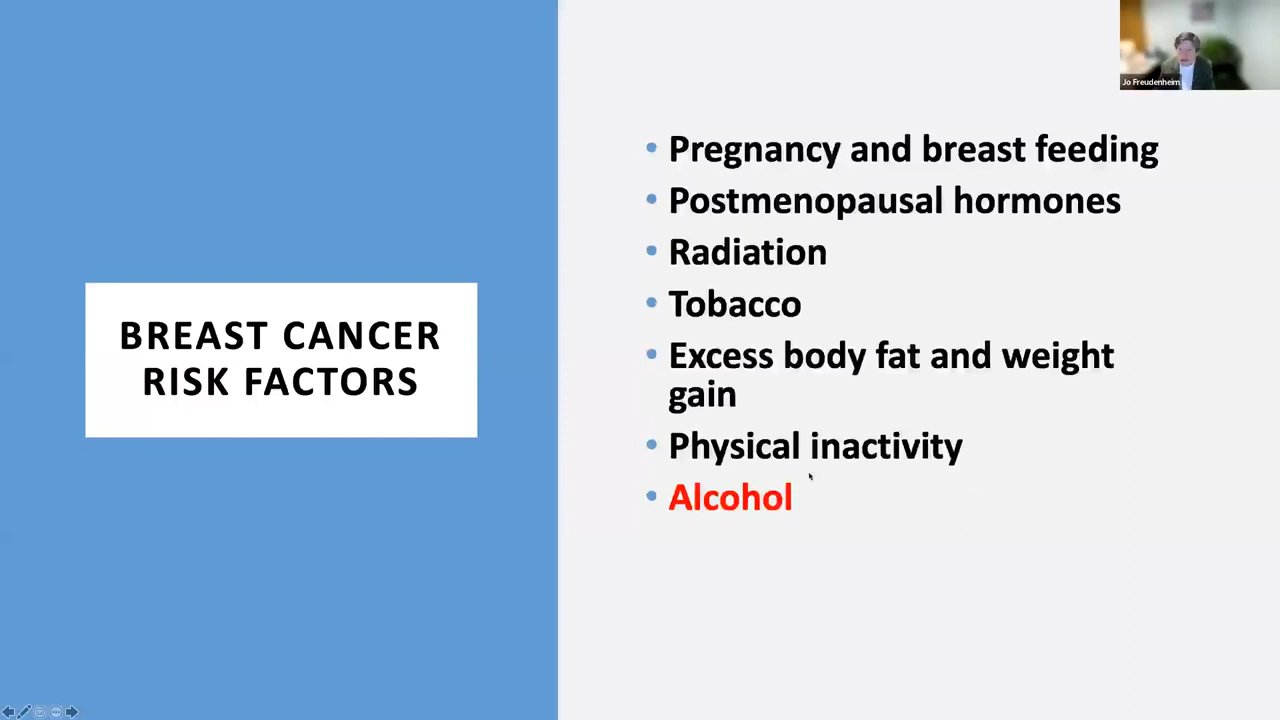 Jo Freudenheim
BREAST CANCER
RISK FACTORS
• Pregnancy and breast feeding
• Postmenopausal hormones
• Radiation
• Tobacco
• Excess body fat and weight
gain
• Physical inactivity
• Alcohol